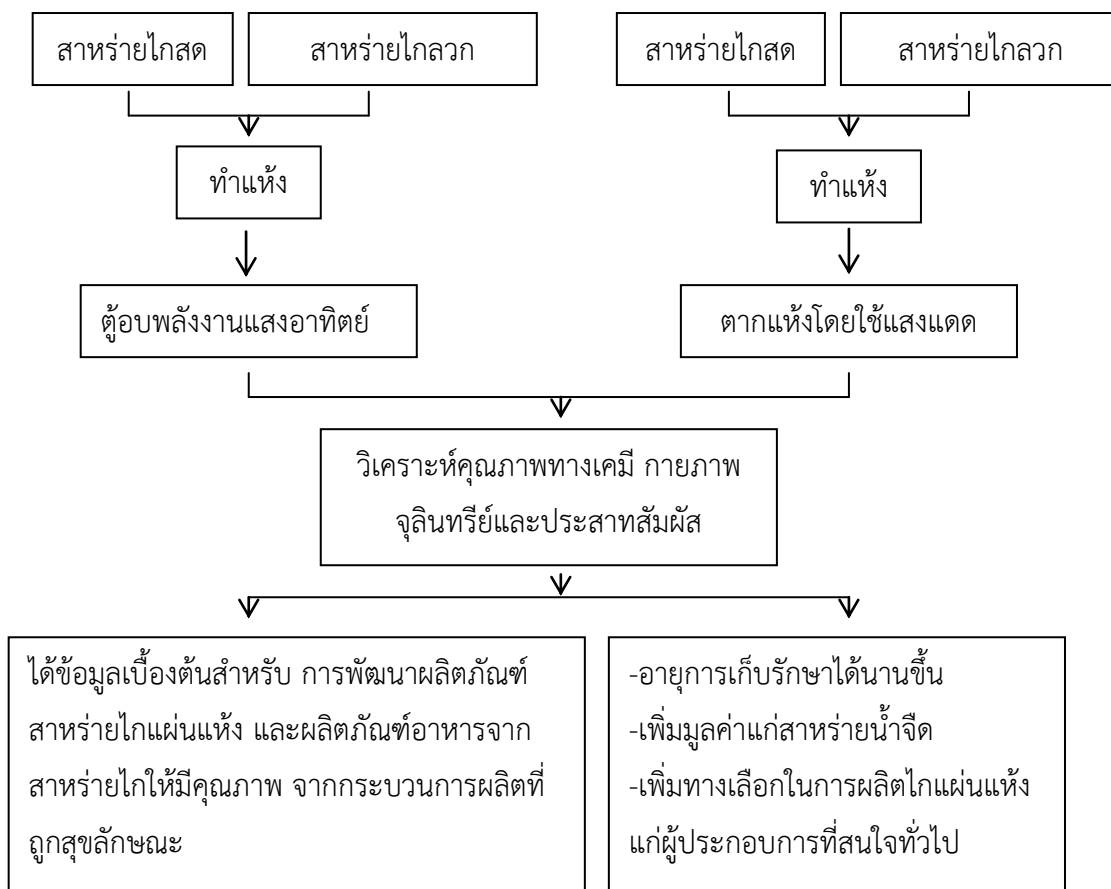 สาหร่ายไกสด
สาหร่ายไกลวก
สาหร่ายไกสด
สาหร่ายไกลวก
ทำแห้ง
ทำแห้ง
ตู้อบพลังงานแสงอาทิตย์
ตากแห้งโดยใช้แสงแดด
วิเคราะห์คุณภาพทางเคมี กายภาพ
จุลินทรีย์และประสาทสัมผัส
ได้ข้อมูลเบื้องต้นสำหรับ การพัฒนาผลิตภัณฑ์
สาหร่ายไกแผ่นแห้ง และผลิตภัณฑ์อาหารจาก
สาหร่ายไกให้มีคุณภาพ จากกระบวนการผลิตที่
ถูกสุขลักษณะ
-อายุการเก็บรักษาได้นานขึ้น
-เพิ่มมูลค่าแก่สาหร่ายน้ำจืด
-เพิ่มทางเลือกในการผลิตไกแผ่นแห้ง
แก่ผู้ประกอบการที่สนใจทั่วไป